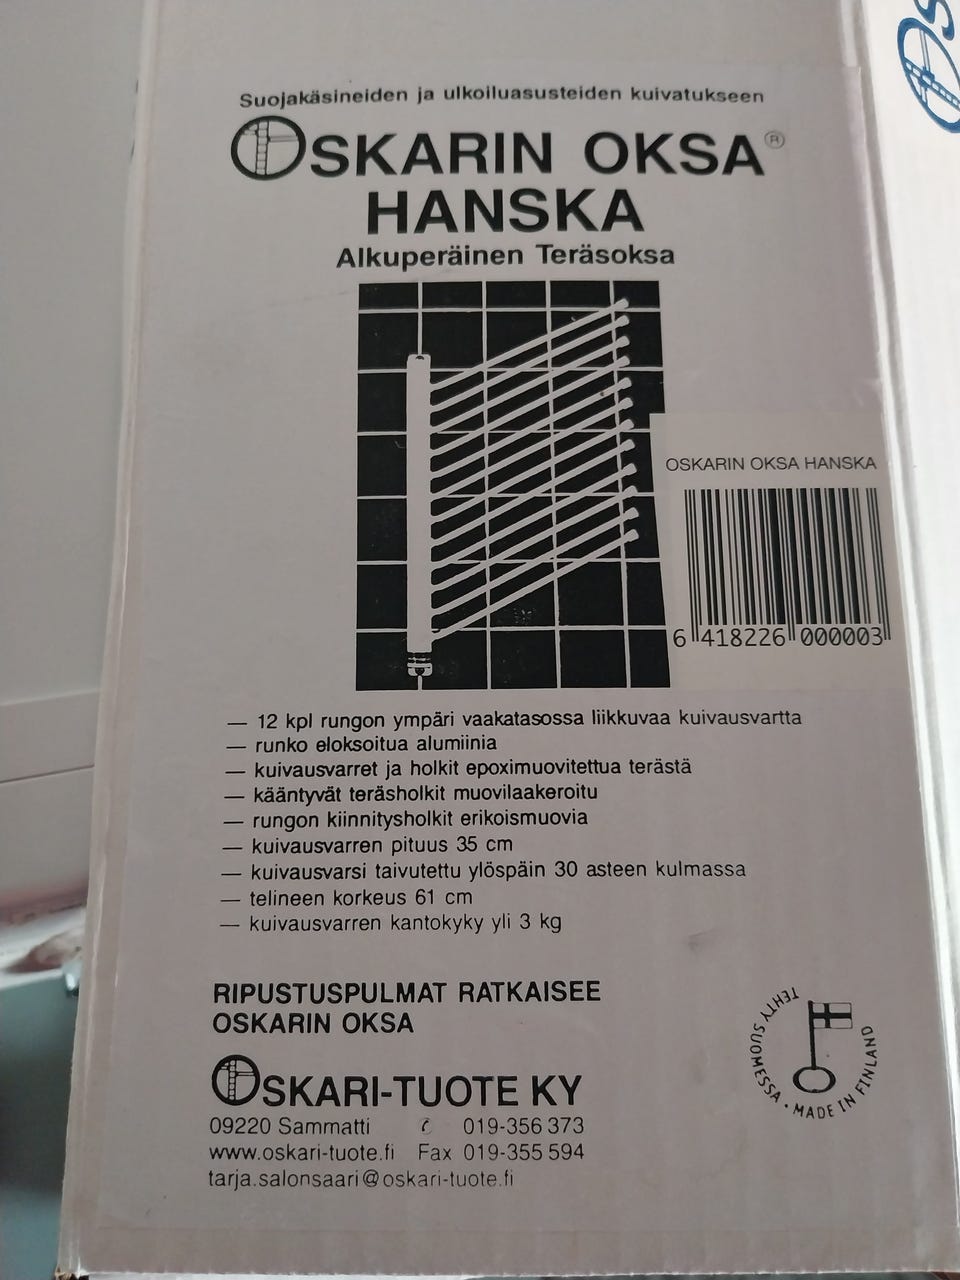 Suojakäsineiden ja ulkoiluasusteiden kuivatukseen
OSKARIN OKSA®
HANSKA
Alkuperäinen Teräsoksa
OSKARIN OKSA HANSKA
6 418226 000003
— 12 kpl rungon ympäri vaakatasossa liikkuvaa kuivausvartta
— runko eloksoitua alumiinia
— kuivausvarret ja holkit epoximuovitettua terästä
— kääntyvät teräsholkit muovilaakeroitu
— rungon kiinnitysholkit erikoismuovia
— kuivausvarren pituus 35 cm
— kuivausvarsi taivutettu ylöspäin 30 asteen kulmassa
— telineen korkeus 61 cm
— kuivausvarren kantokyky yli 3 kg
RIPUSTUSPULMAT RATKAISEE
OSKARIN OKSA
TEHTY SUOMESSA • MADE IN FINLAND
OSKARI-TUOTE KY
09220 Sammatti ✆ 019-356 373
www.oskari-tuote.fi Fax 019-355 594
tarja.salonsaari@oskari-tuote.fi